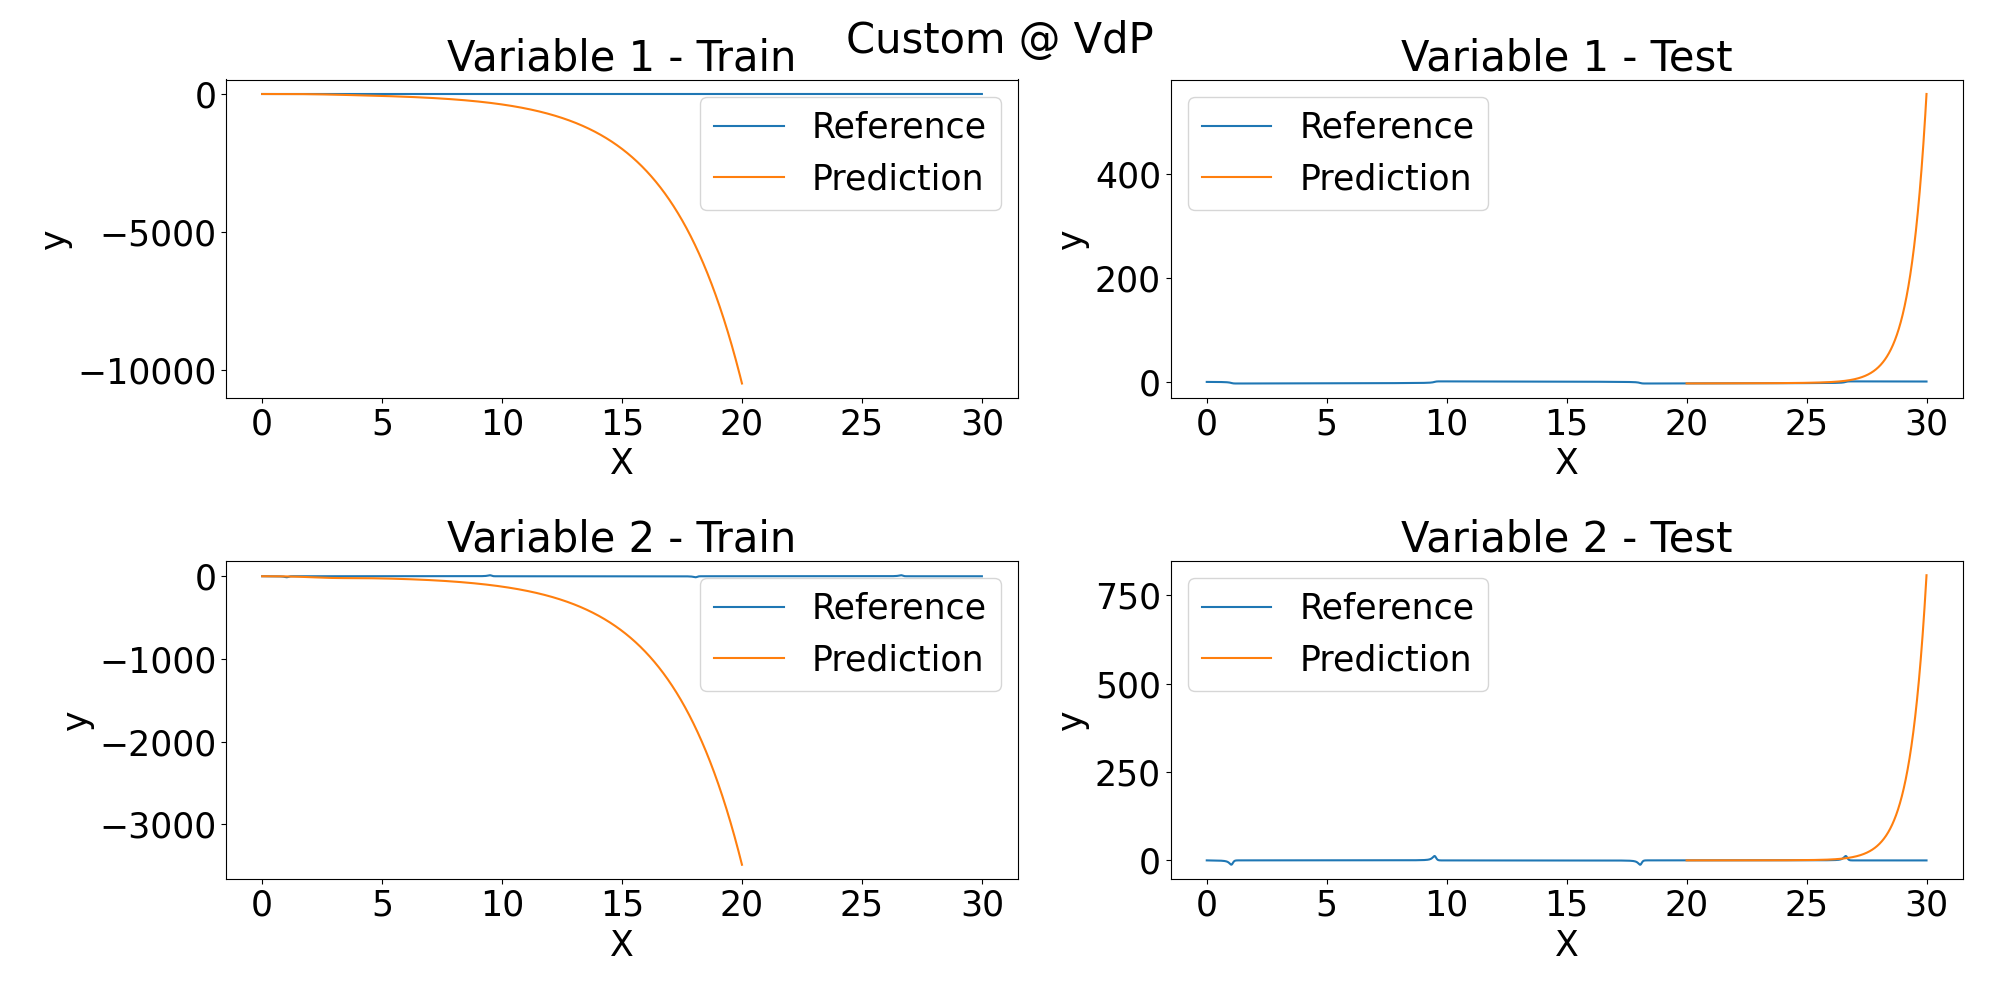 Custom @ VdP
Variable 1 - Train
0
−5000
−10000
y
Reference
Prediction
0 5 10 15 20 25 30
X
Variable 1 - Test
400
200
0
y
Reference
Prediction
0 5 10 15 20 25 30
X
Variable 2 - Train
0
−1000
−2000
−3000
y
Reference
Prediction
0 5 10 15 20 25 30
X
Variable 2 - Test
750
500
250
0
y
Reference
Prediction
0 5 10 15 20 25 30
X